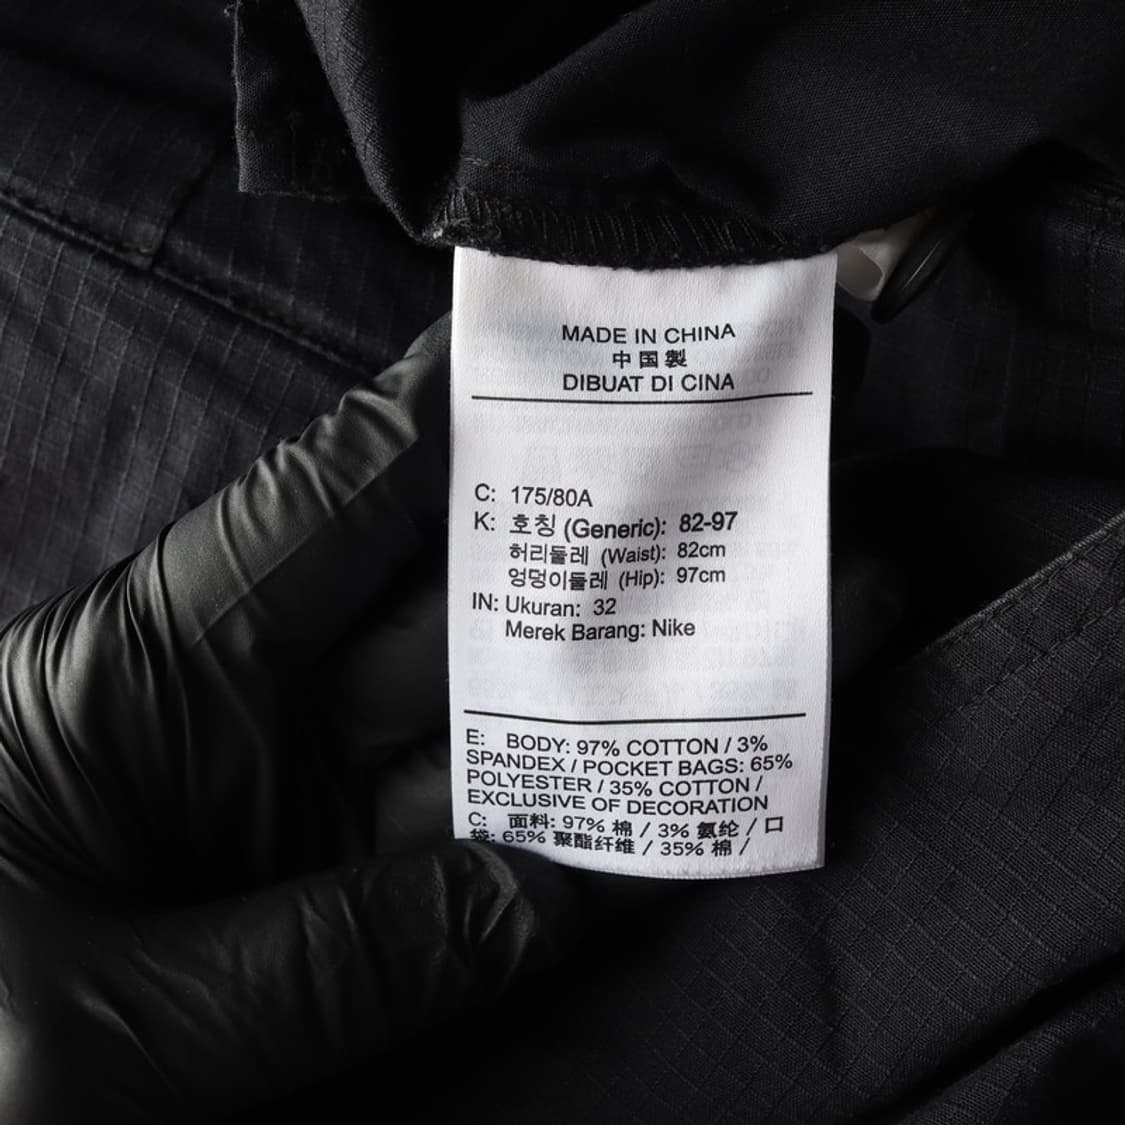 MADE IN CHINA
中国製
DIBUAT DI CINA
C: 175/80A
K: 호칭 (Generic): 82-97
허리둘레 (Waist): 82cm
엉덩이둘레 (Hip): 97cm
IN: Ukuran: 32
Merek Barang: Nike
E: BODY: 97% COTTON / 3%
SPANDEX / POCKET BAGS: 65%
POLYESTER / 35% COTTON /
EXCLUSIVE OF DECORATION
C: 面料: 97% 棉 / 3% 氨纶 / 口
袋: 65% 聚酯纤维 / 35% 棉 /